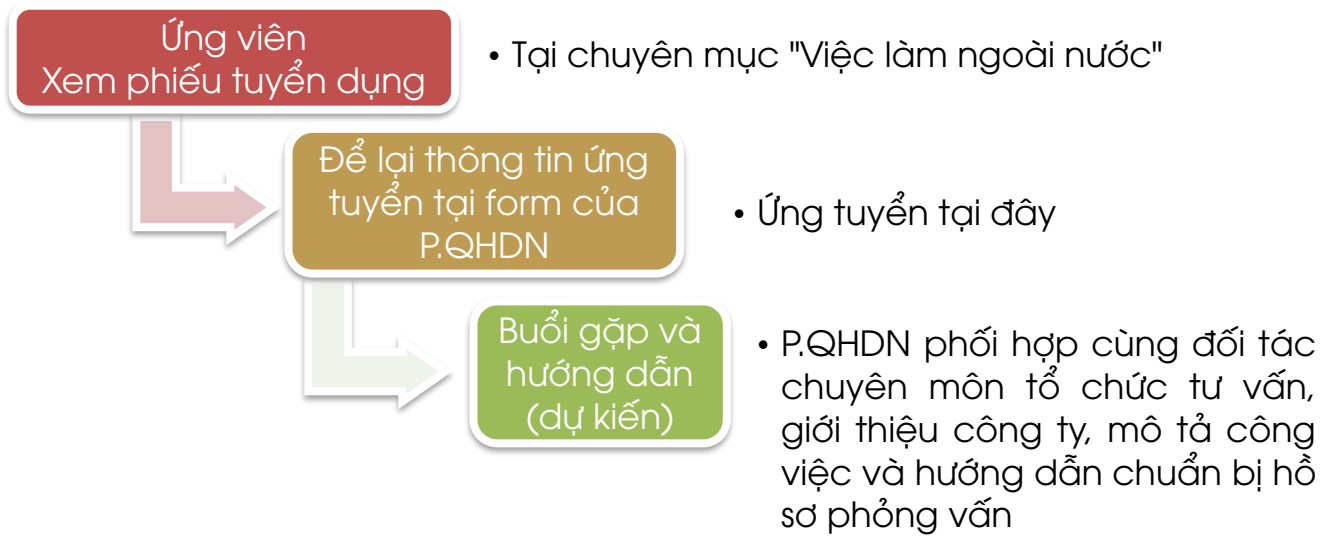 Ứng viên
Xem phiếu tuyển dụng
• Tại chuyên mục "Việc làm ngoài nước"
Để lại thông tin ứng
tuyển tại form của
P.QHDN
• Ứng tuyển tại đây
Buổi gặp và
hướng dẫn
(dự kiến)
• P.QHDN phối hợp cùng đối tác
chuyên môn tổ chức tư vấn,
giới thiệu công ty, mô tả công
việc và hướng dẫn chuẩn bị hồ
sơ phỏng vấn